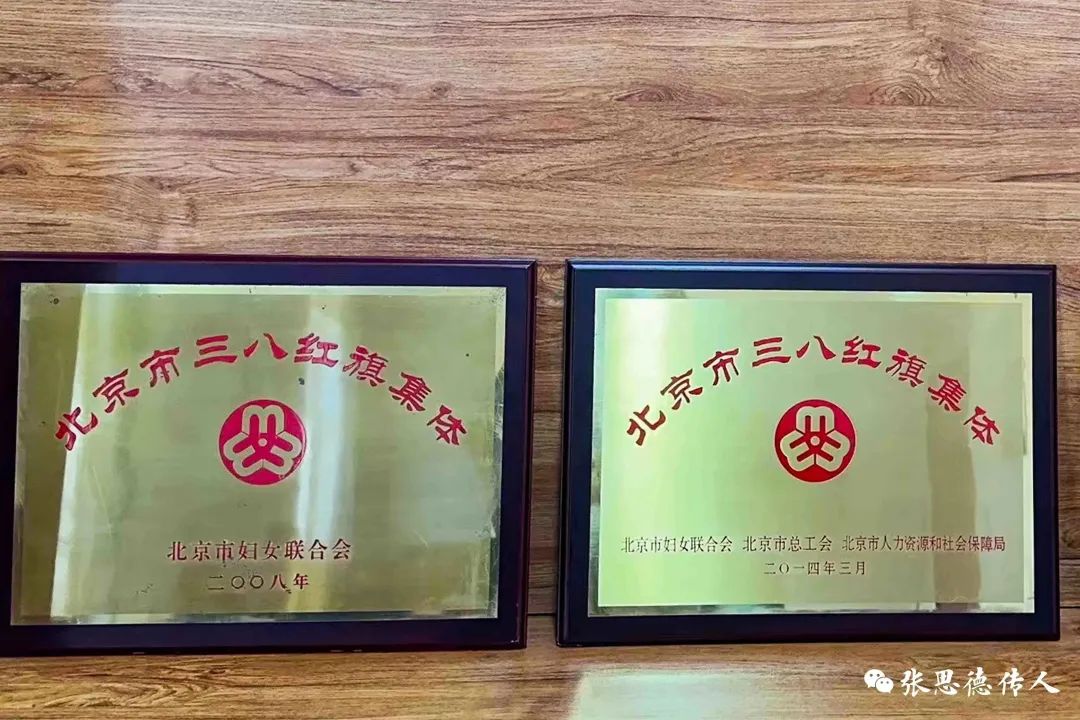 北京市三八红旗集体
北京市妇女联合会
二〇〇八年
北京市三八红旗集体
北京市妇女联合会 北京市总工会 北京市人力资源和社会保障局
二〇一四年三月
张思德传人